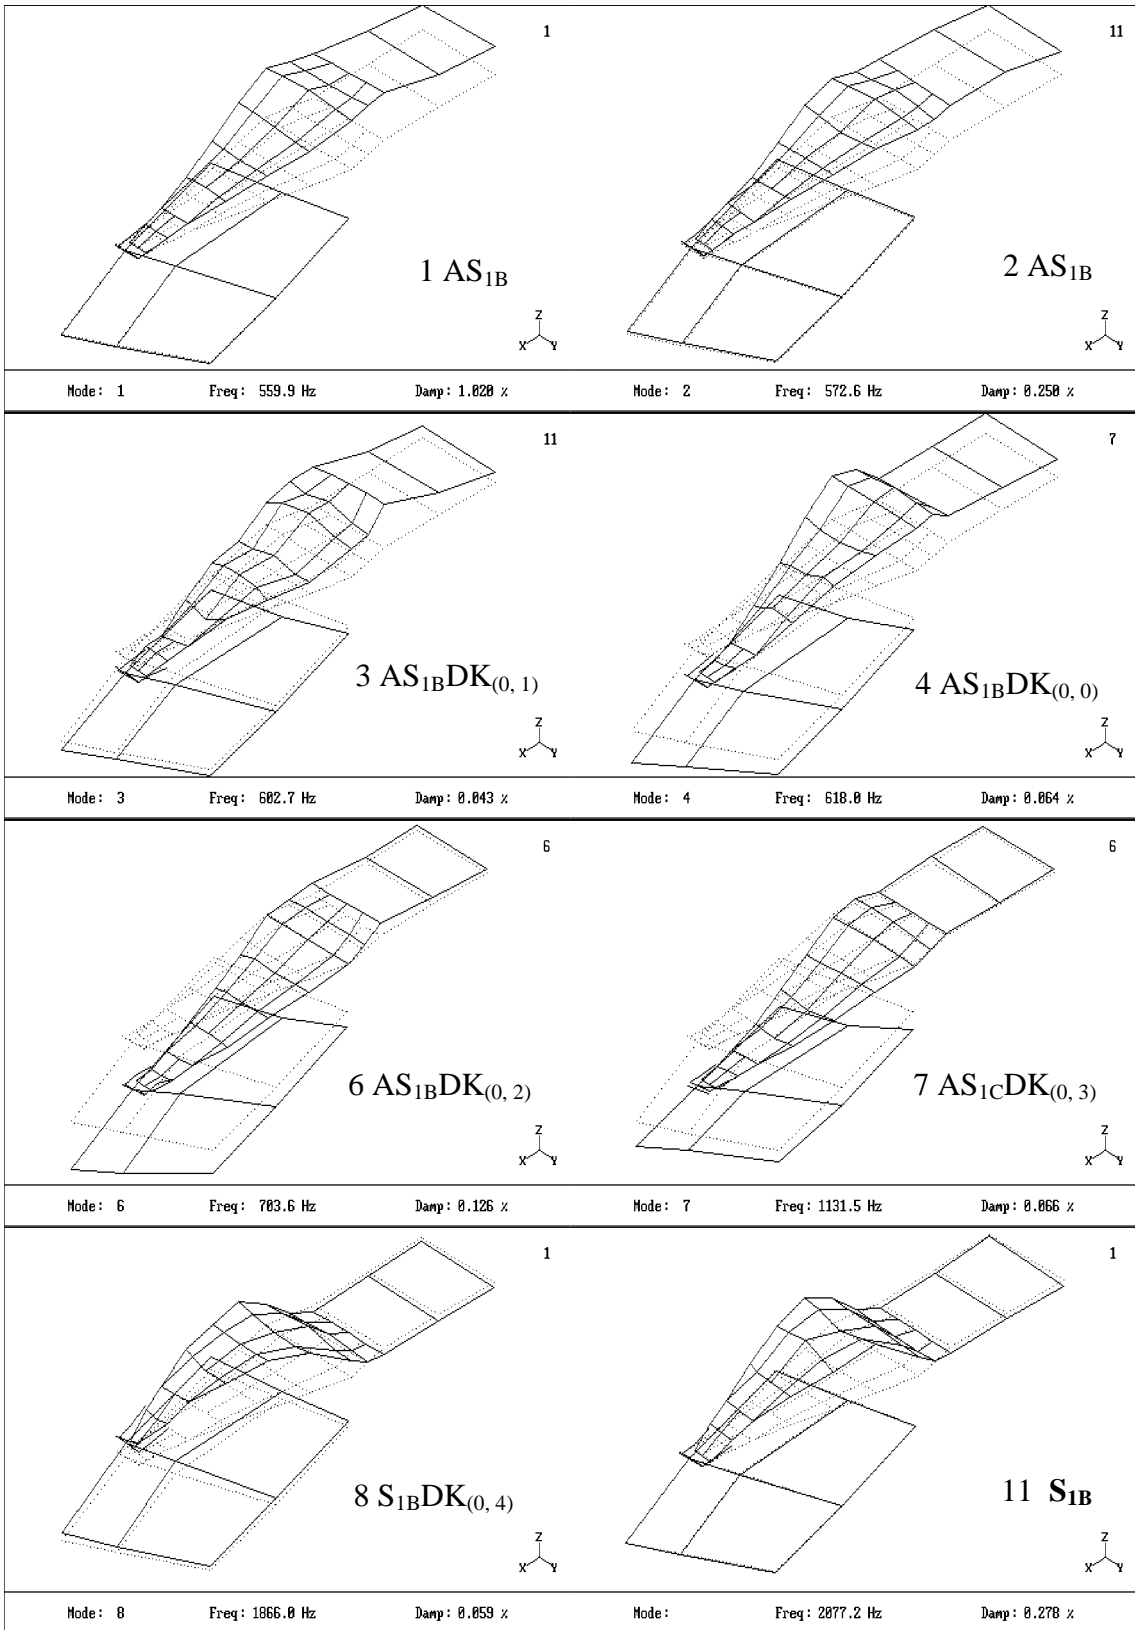 1
1 AS1B
Z
X Y
Mode: 1 Freq: 559.9 Hz Damp: 1.020 %
11
2 AS1B
Z
X Y
Mode: 2 Freq: 572.6 Hz Damp: 0.250 %
11
3 AS1BDK(0, 1)
Z
X Y
Mode: 3 Freq: 602.7 Hz Damp: 0.043 %
7
4 AS1BDK(0, 0)
Z
X Y
Mode: 4 Freq: 618.0 Hz Damp: 0.064 %
6
6 AS1BDK(0, 2)
Z
X Y
Mode: 6 Freq: 703.6 Hz Damp: 0.126 %
6
7 AS1CDK(0, 3)
Z
X Y
Mode: 7 Freq: 1131.5 Hz Damp: 0.066 %
1
8 S1BDK(0, 4)
Z
X Y
Mode: 8 Freq: 1866.0 Hz Damp: 0.059 %
1
11 S1B
Z
X Y
Mode: Freq: 2077.2 Hz Damp: 0.278 %